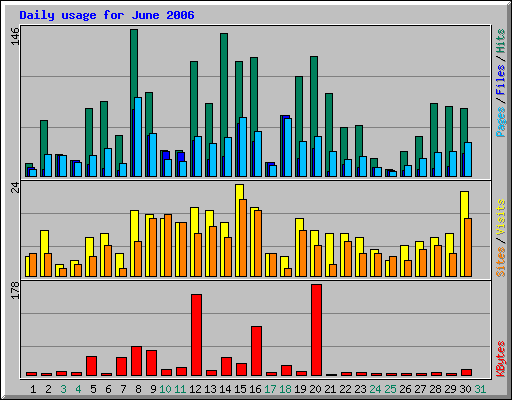 Daily usage for June 2006
146
Pages / Files / Hits
24
Sites / Visits
178
KBytes
1 2 3 4 5 6 7 8 9 10 11 12 13 14 15 16 17 18 19 20 21 22 23 24 25 26 27 28 29 30 31